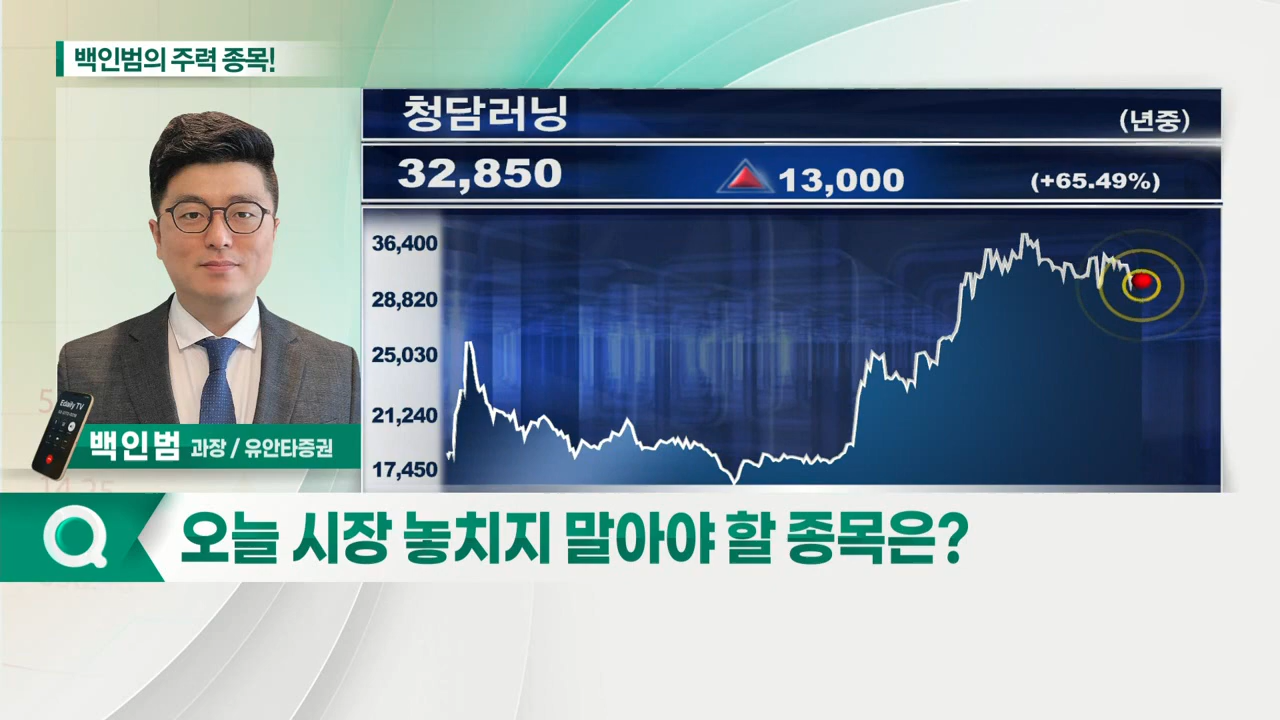 백인범의 주력 종목!
청담러닝 (년중)
32,850 13,000 (+65.49%)
36,400
28,820
25,030
21,240
17,450
Edaily TV
백인범 과장 / 유안타증권
오늘 시장 놓치지 말아야 할 종목은?